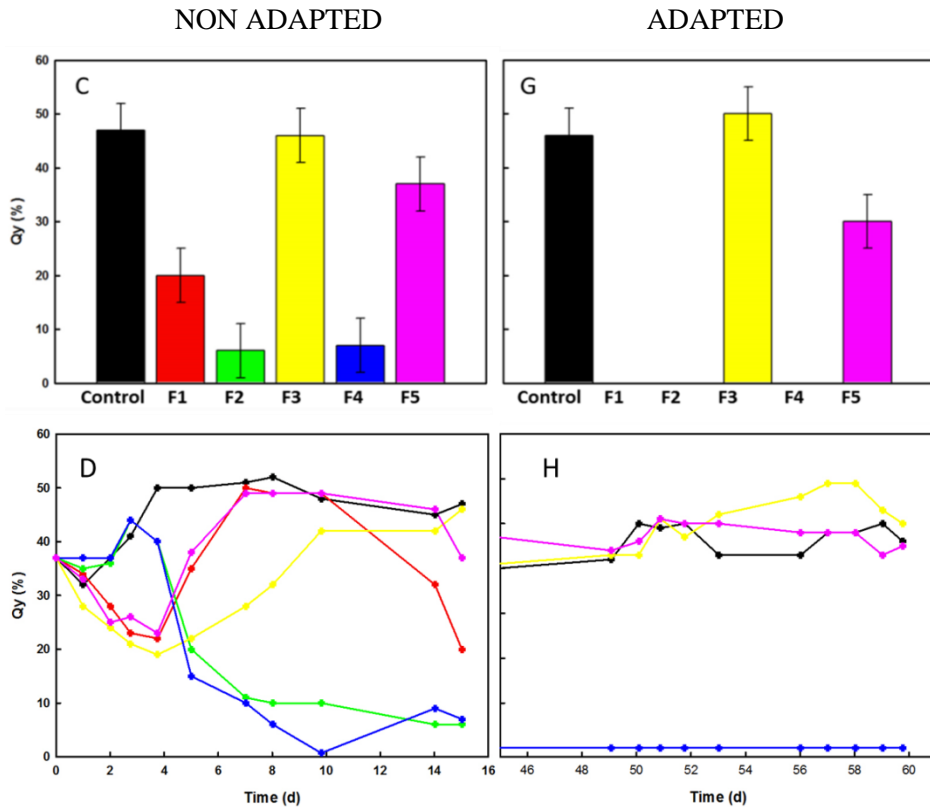 NON ADAPTED
ADAPTED
60
50
40
30
20
10
0
Qy (%)
C
Control F1 F2 F3 F4 F5
G
Control F1 F2 F3 F4 F5
60
50
40
30
20
10
0
Qy (%)
D
0 2 4 6 8 10 12 14 16
Time (d)
H
46 48 50 52 54 56 58 60
Time (d)